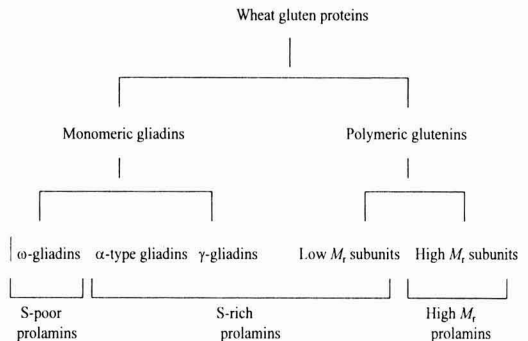 Wheat gluten proteins
Monomeric gliadins
Polymeric glutenins
ω-gliadins α-type gliadins γ-gliadins Low Mr subunits High Mr subunits
S-poor prolamins
S-rich prolamins
High Mr prolamins